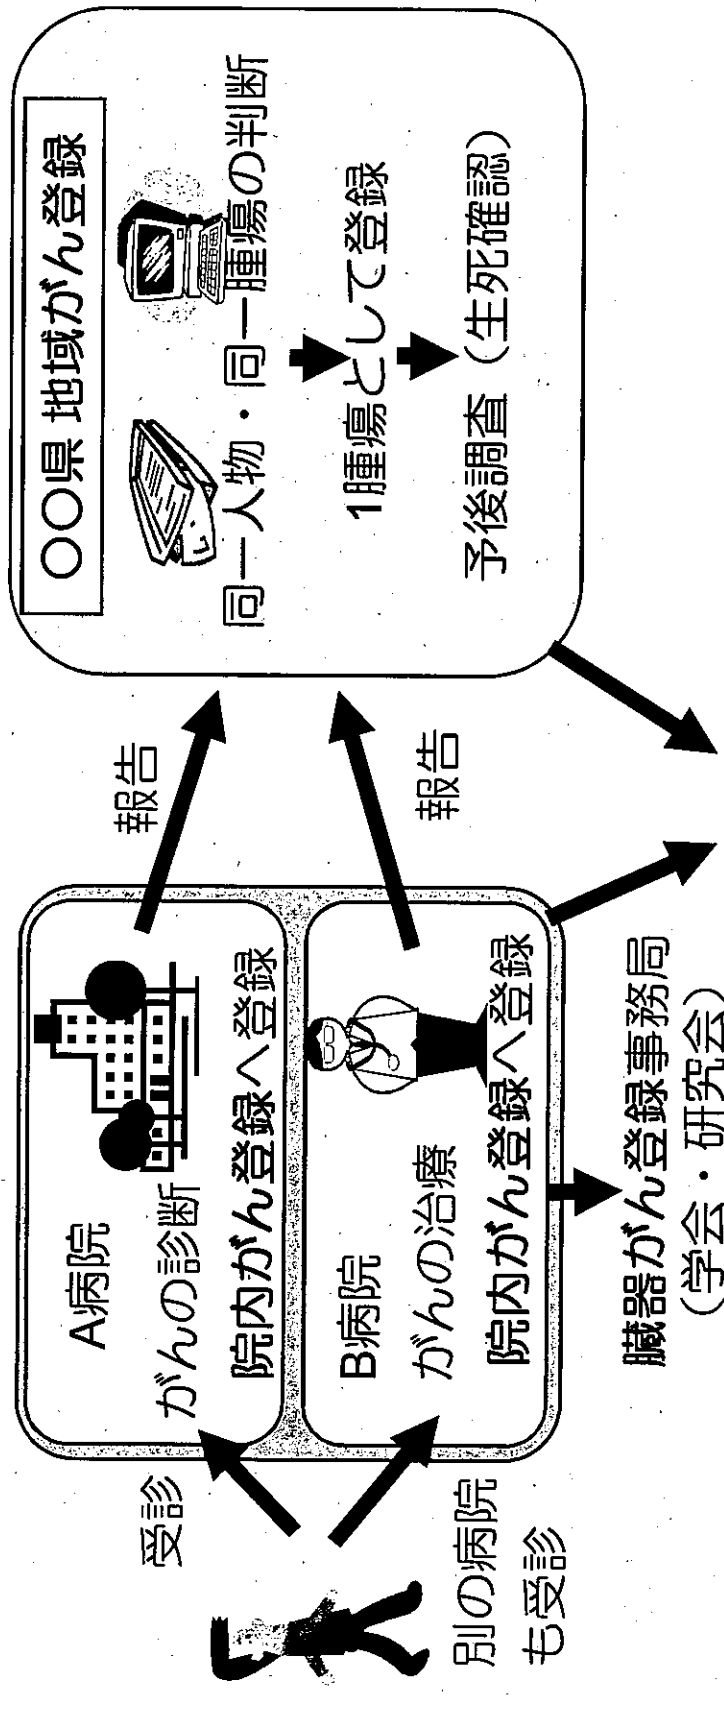 受診
別の病院
も受診
A病院
がんの診断
院内がん登録へ登録
B病院
がんの治療
院内がん登録へ登録
臓器がん登録事務局
（学会・研究会）
報告
報告
〇〇県 地域がん登録
同一人物・同一腫瘍の判断
1腫瘍として登録
予後調査（生死確認）